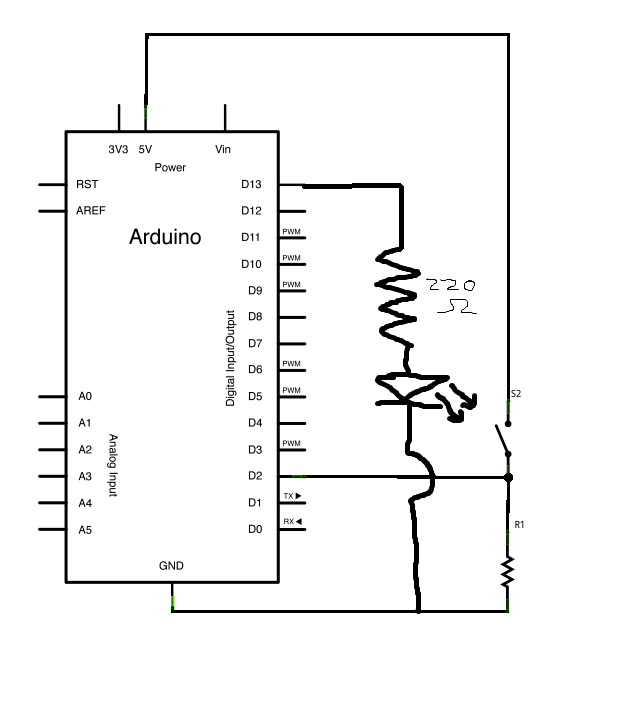 3V3 5V Vin
Power
RST D13
AREF D12
Arduino
D11 PWM
D10 PWM
D9 PWM
220
Ω
D8
Digital Input/Output
D7
D6 PWM
A0 D5 PWM
S2
A1 D4
A2 D3 PWM
Analog Input
A3 D2
A4 D1 TX ▶
A5 D0 RX ◀
R1
GND